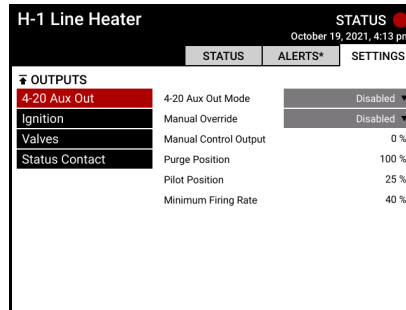 H-1 Line Heater
STATUS
October 19, 2021, 4:13 pm
STATUS
ALERTS*
SETTINGS
OUTPUTS
4-20 Aux Out
Ignition
Valves
Status Contact
4-20 Aux Out Mode Disabled
Manual Override Disabled
Manual Control Output 0 %
Purge Position 100 %
Pilot Position 25 %
Minimum Firing Rate 40 %